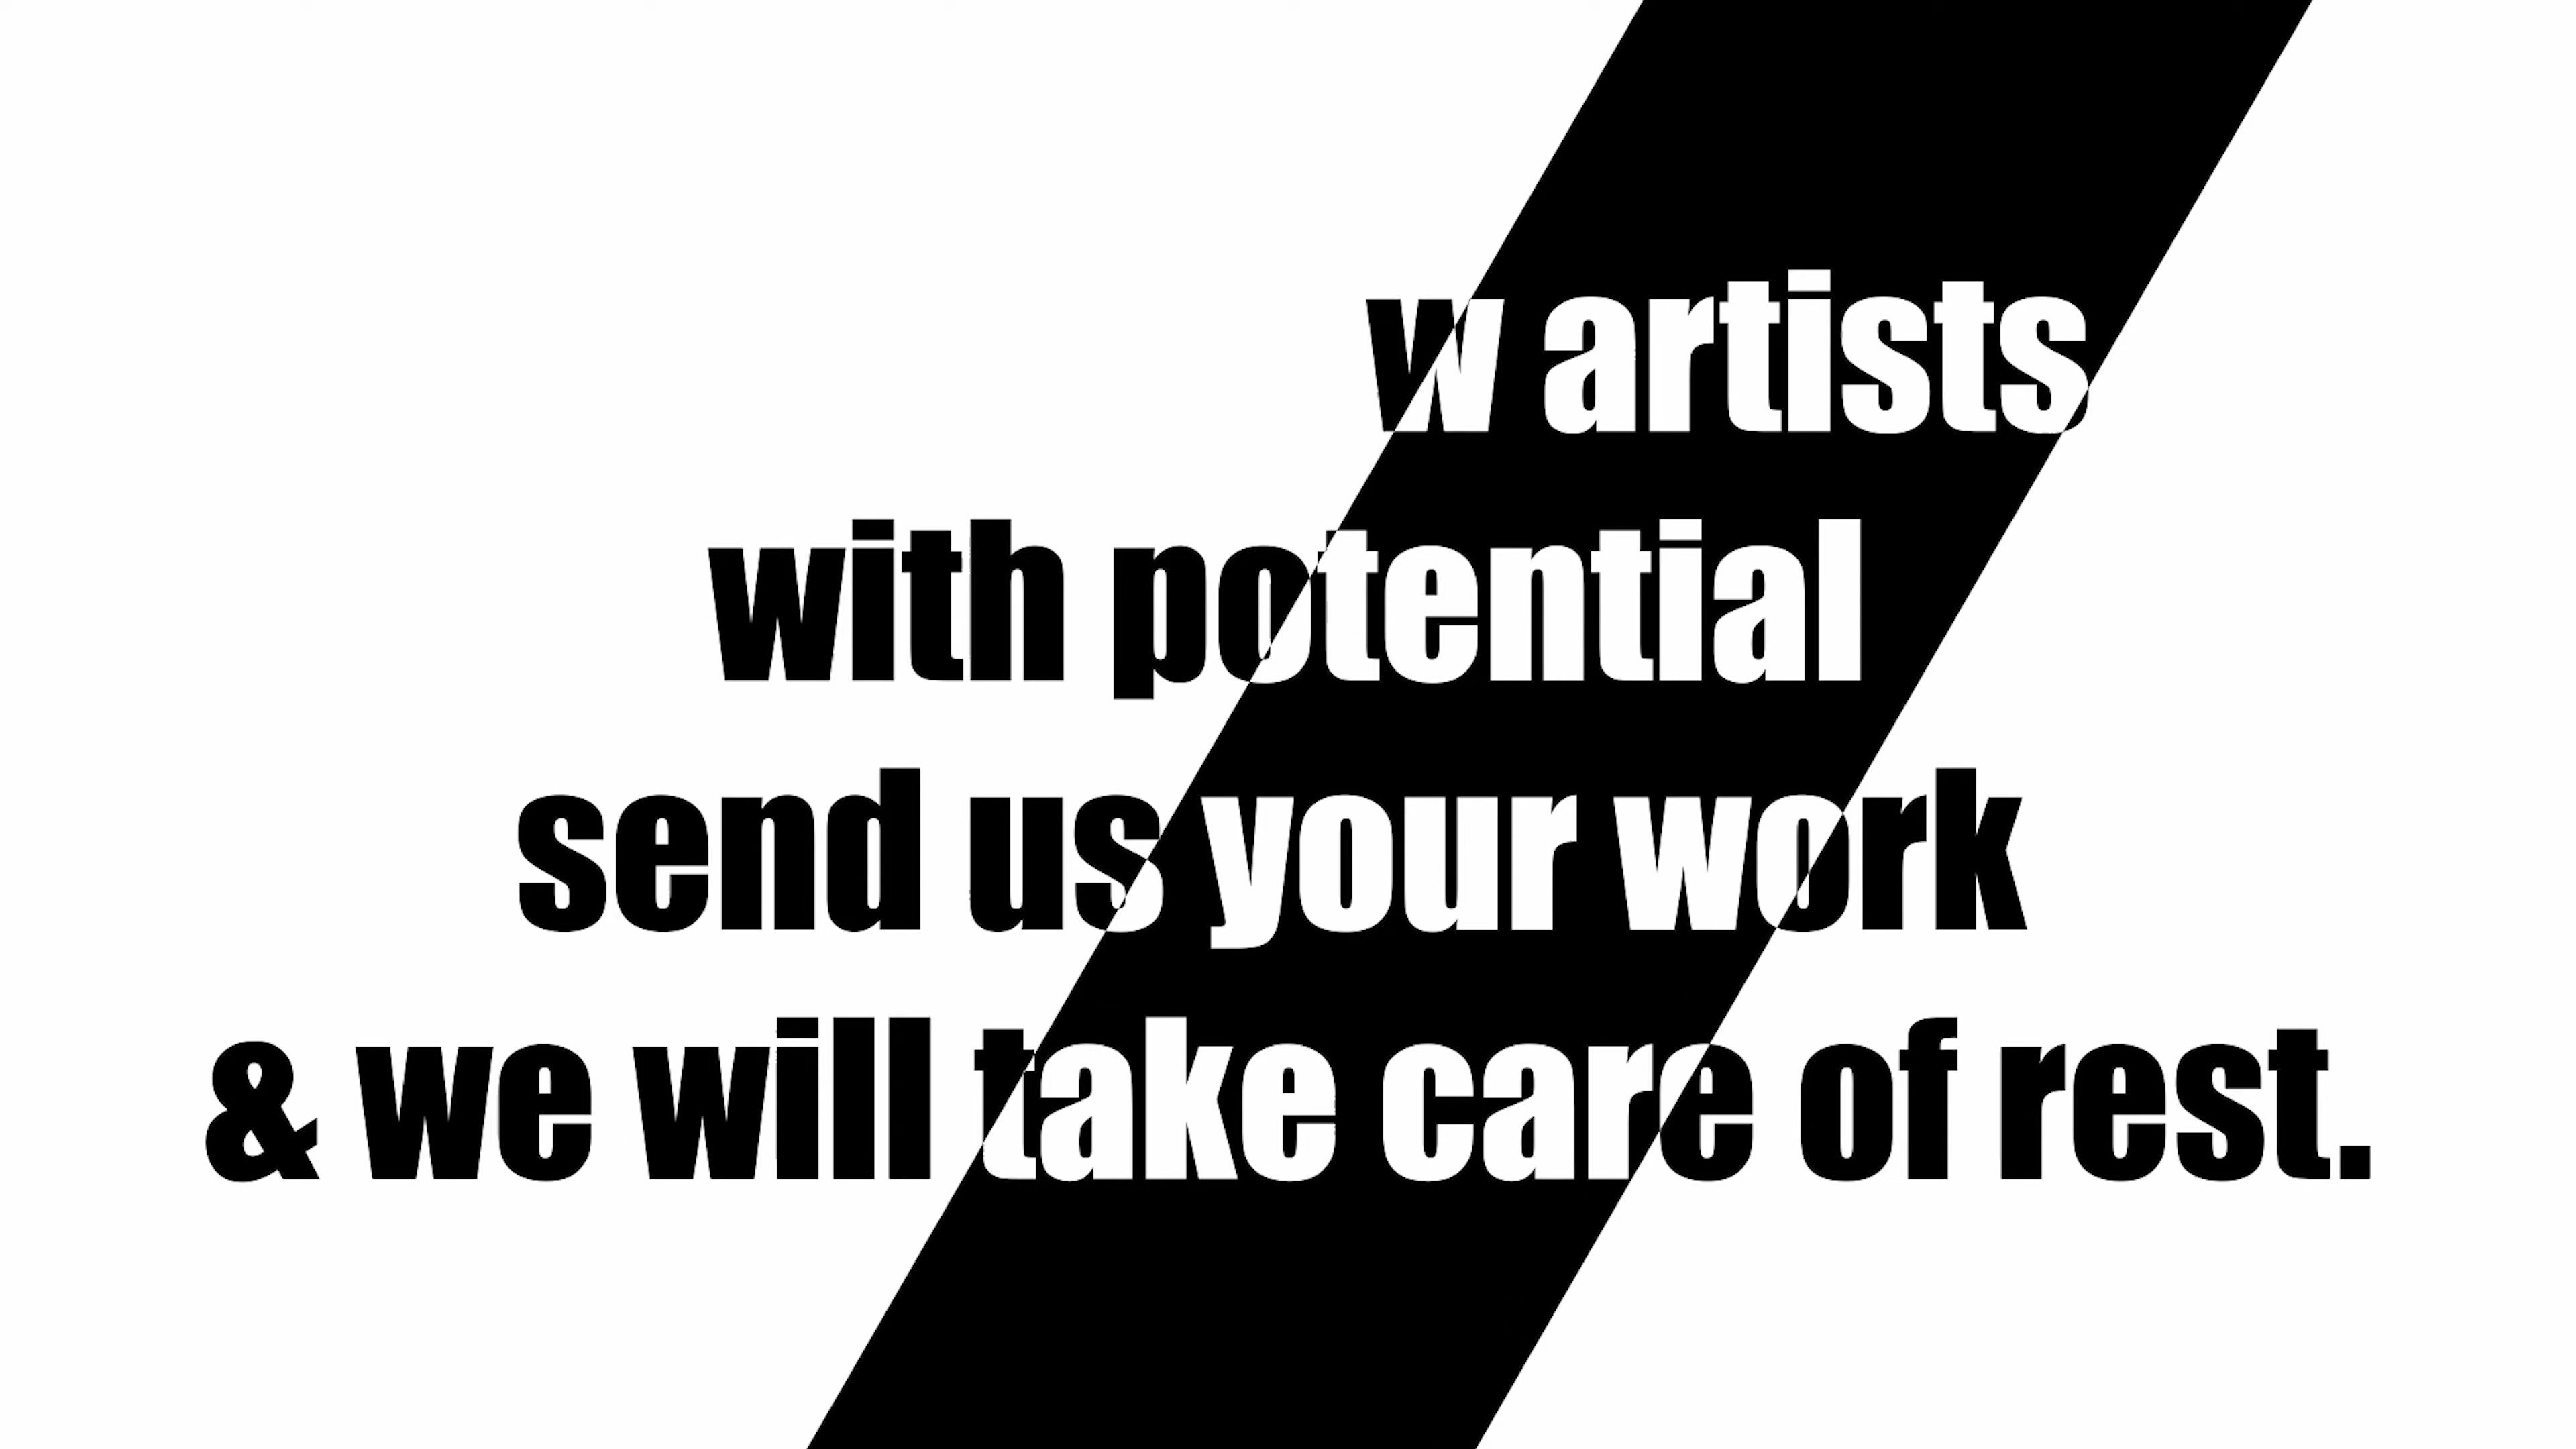 w artists
with potential
send us your work
& we will take care of rest.